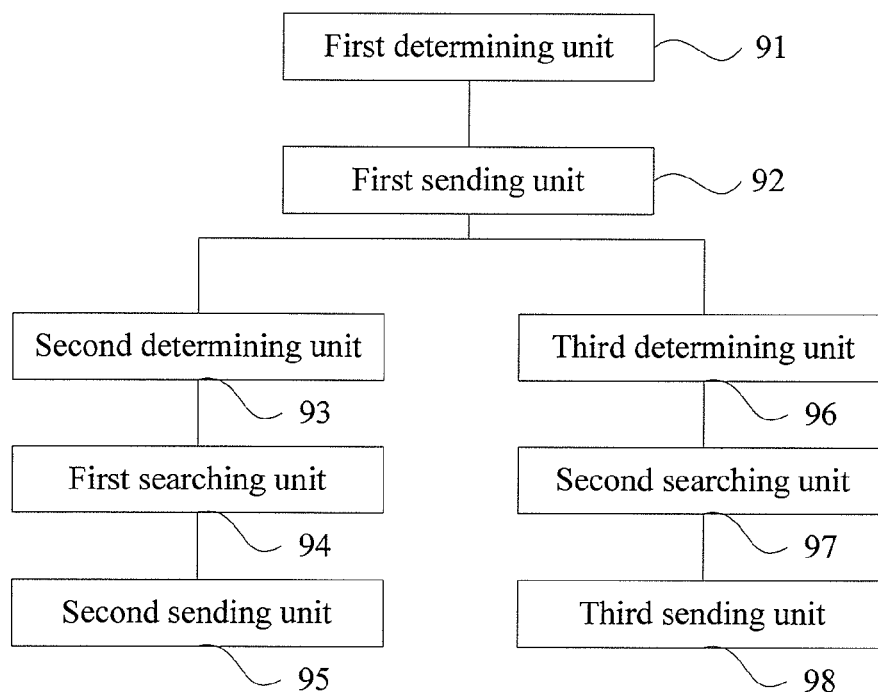 First determining unit
91
First sending unit
92
Second determining unit
93
First searching unit
94
Second sending unit
95
Third determining unit
96
Second searching unit
97
Third sending unit
98